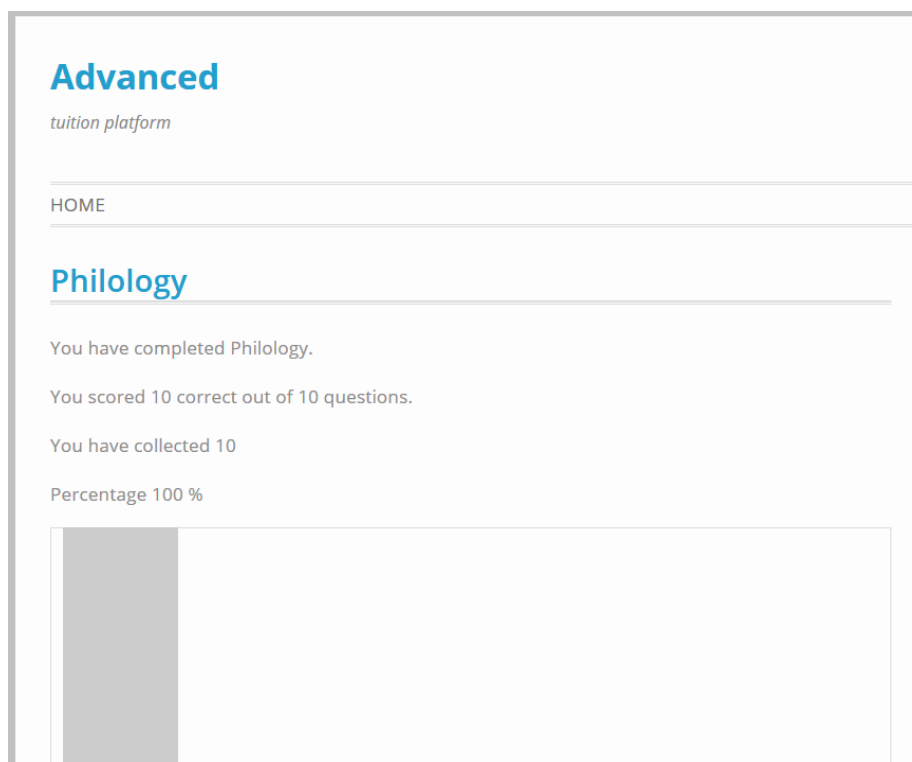 Advanced
tuition platform
HOME
Philology
You have completed Philology.
You scored 10 correct out of 10 questions.
You have collected 10
Percentage 100 %